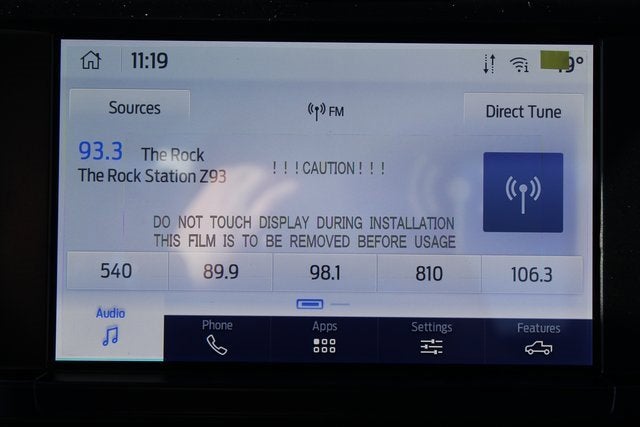 11:19
9°
Sources
FM
Direct Tune
93.3 The Rock
The Rock Station Z93
! ! ! CAUTION ! ! !
DO NOT TOUCH DISPLAY DURING INSTALLATION
THIS FILM IS TO BE REMOVED BEFORE USAGE
540 89.9 98.1 810 106.3
Audio Phone Apps Settings Features